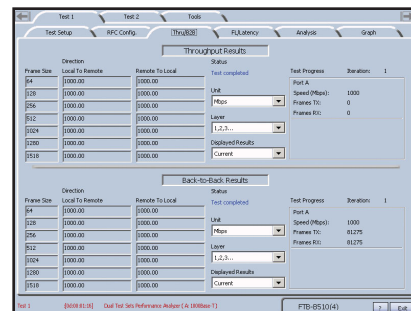 Test 1 Test 2 Tools
Test Setup RFC Config. Thru/B2B FL/Latency Analysis Graph
Throughput Results
Direction Status
Frame Size Local To Remote Remote To Local Test completed Test Progress Iteration: 1
64 1000.00 1000.00 Port A
128 1000.00 1000.00 Unit Speed (Mbps): 1000
256 1000.00 1000.00 Mbps Frames TX: 0
512 1000.00 1000.00 Layer Frames RX: 0
1024 1000.00 1000.00 1,2,3...
1280 1000.00 1000.00 Displayed Results
1518 1000.00 1000.00 Current
Back-to-Back Results
Direction Status
Frame Size Local To Remote Remote To Local Test completed Test Progress Iteration: 1
64 1000.00 1000.00 Port A
128 1000.00 1000.00 Unit Speed (Mbps): 1000
256 1000.00 1000.00 Mbps Frames TX: 81275
512 1000.00 1000.00 Layer Frames RX: 81275
1024 1000.00 1000.00 1,2,3...
1280 1000.00 1000.00 Displayed Results
1518 1000.00 1000.00 Current
Test 1 Dual Test Sets Performance Analyzer FTB-8510(4) ? Exit